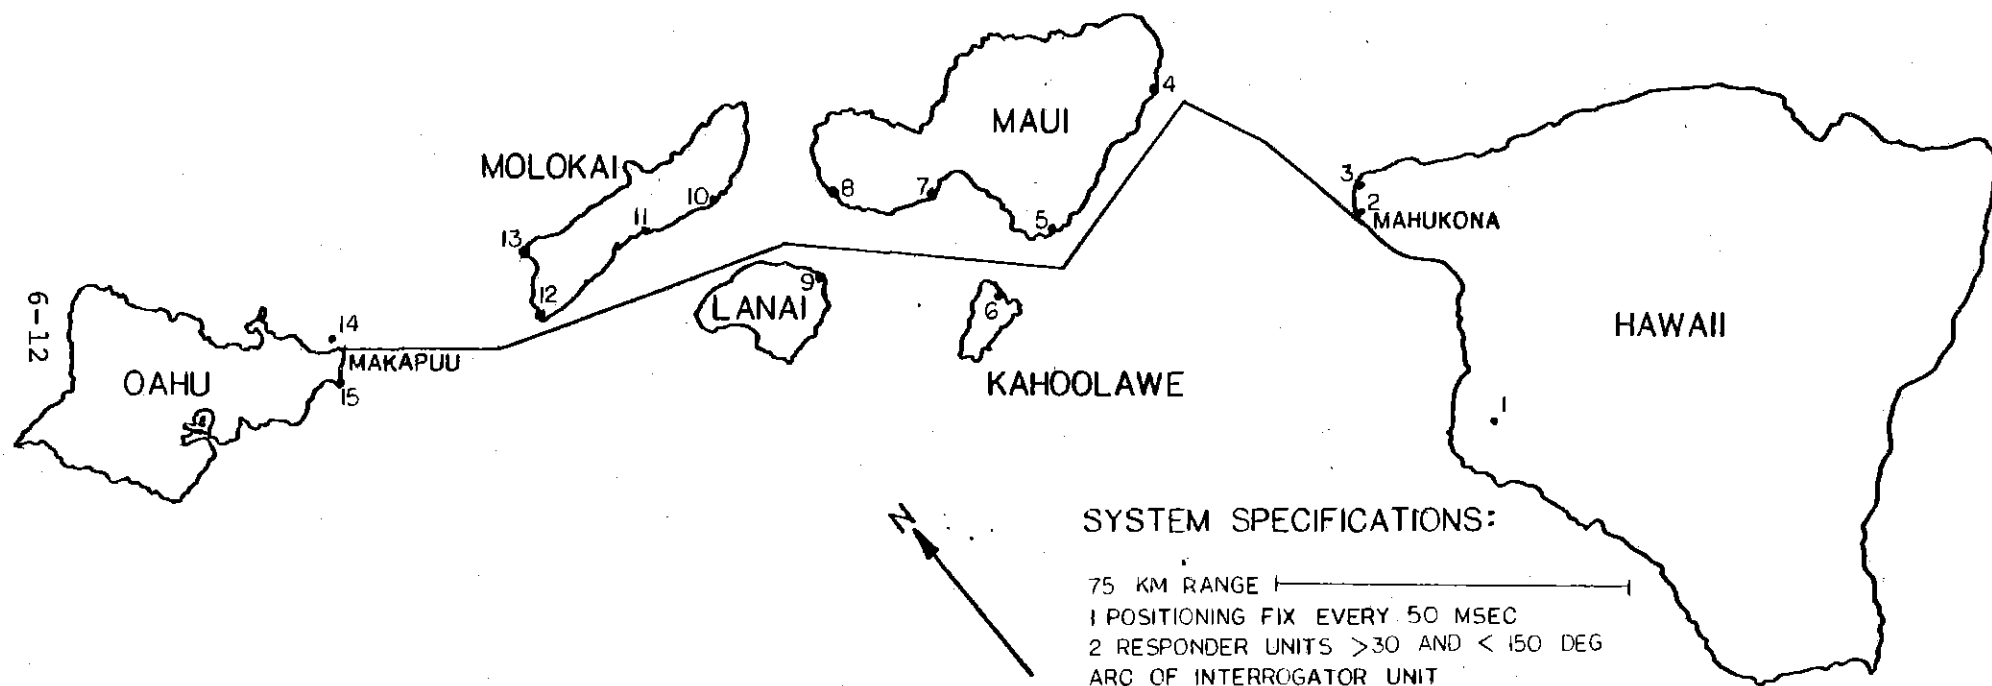 4
MAUI
MOLOKAI
3
8
7
10
2
MAHUKONA
11
5
13
9
6-12
12
LANAI
6
14
HAWAII
MAKAPUU
OAHU
KAHOOLAWE
15
1
N
SYSTEM SPECIFICATIONS:
75 KM RANGE
1 POSITIONING FIX EVERY 50 MSEC
2 RESPONDER UNITS >30 AND < 150 DEG
ARC OF INTERROGATOR UNIT